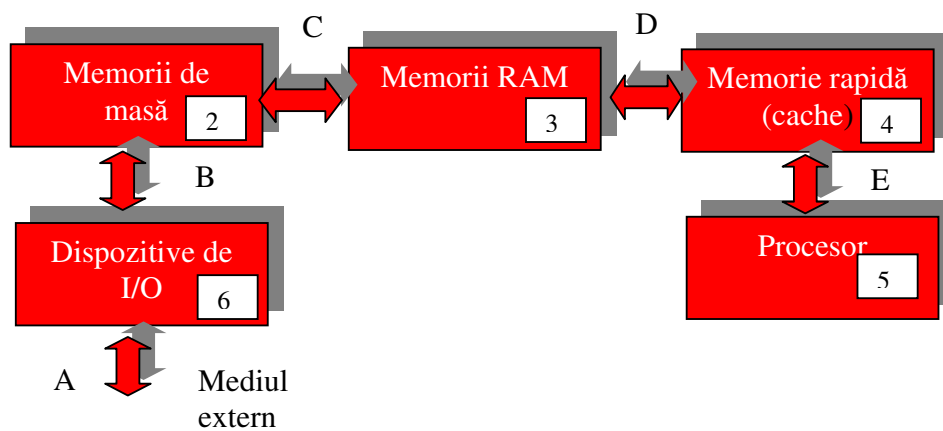 C
D
Memorii de
masă
2
Memorii RAM
3
Memorie rapidă
(cache)
4
B
E
Dispozitive de
I/O
6
Procesor
5
A
Mediul
extern